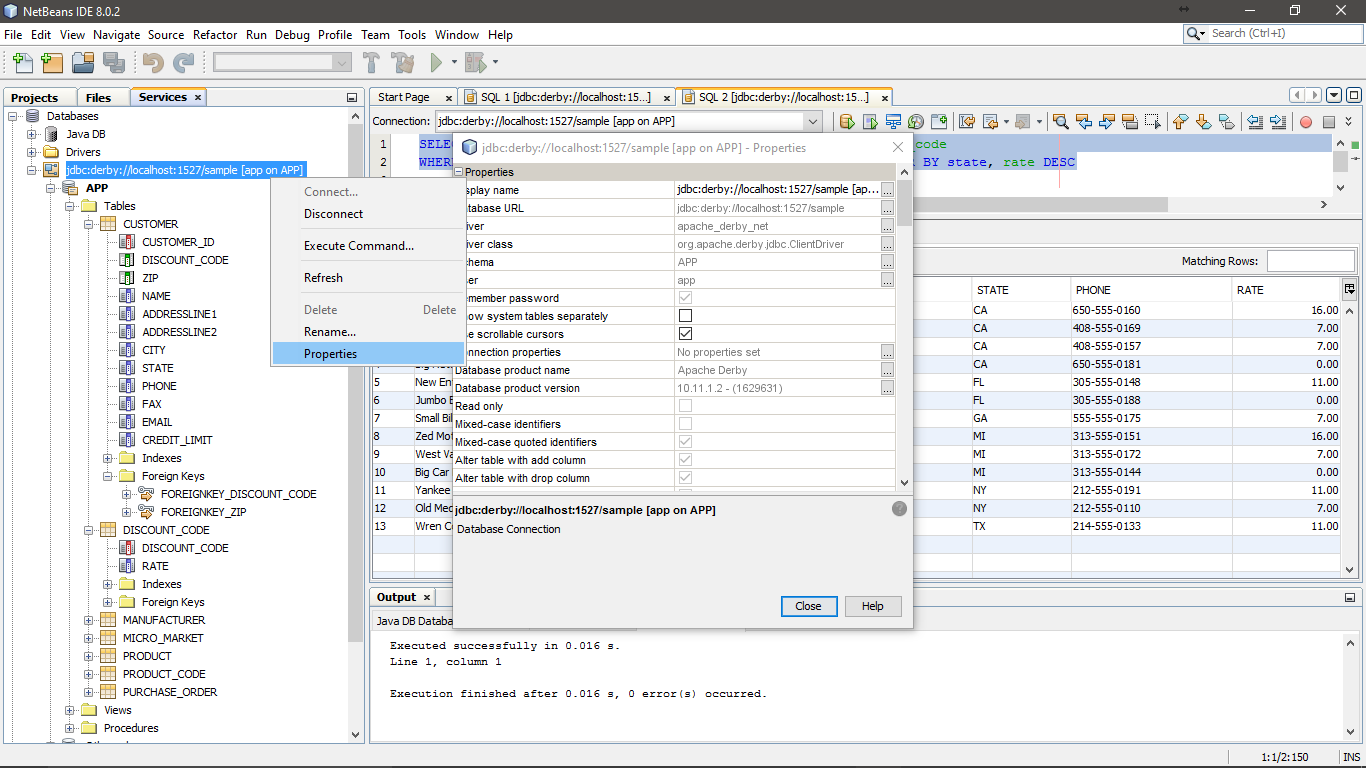 NetBeans IDE 8.0.2
File Edit View Navigate Source Refactor Run Debug Profile Team Tools Window Help
Search (Ctrl+I)
Projects Files Services
Databases
Java DB
Drivers
jdbc:derby://localhost:1527/sample [app on APP]
APP
Tables
CUSTOMER
CUSTOMER_ID
DISCOUNT_CODE
ZIP
NAME
ADDRESSLINE1
ADDRESSLINE2
CITY
STATE
PHONE
FAX
EMAIL
CREDIT_LIMIT
Indexes
Foreign Keys
FOREIGNKEY_DISCOUNT_CODE
FOREIGNKEY_ZIP
DISCOUNT_CODE
DISCOUNT_CODE
RATE
Indexes
Foreign Keys
MANUFACTURER
MICRO_MARKET
PRODUCT
PRODUCT_CODE
PURCHASE_ORDER
Views
Procedures
Connect...
Disconnect
Execute Command...
Refresh
Delete Delete
Rename...
Properties
Start Page SQL 1 [jdbc:derby://localhost:15...] SQL 2 [jdbc:derby://localhost:15...]
Connection: jdbc:derby://localhost:1527/sample [app on APP]
1 SELEC code
2 WHERE BY state, rate DESC
3
jdbc:derby://localhost:1527/sample [app on APP] - Properties
Properties
isplay name jdbc:derby://localhost:1527/sample [ap... ...
atabase URL jdbc:derby://localhost:1527/sample ...
iver apache_derby_net ...
iver class org.apache.derby.jdbc.ClientDriver ...
hema APP ...
ser app ...
emember password
ow system tables separately
se scrollable cursors
onnection properties No properties set ...
Database product name Apache Derby ...
Database product version 10.11.1.2 - (1629631) ...
Read only
Mixed-case identifiers
Mixed-case quoted identifiers
Alter table with add column
Alter table with drop column
jdbc:derby://localhost:1527/sample [app on APP]
Database Connection
Close Help
Matching Rows:
STATE PHONE RATE
CA 650-555-0160 16.00
CA 408-555-0169 7.00
CA 408-555-0157 7.00
CA 650-555-0181 0.00
5 New En FL 305-555-0148 11.00
6 Jumbo E FL 305-555-0188 0.00
7 Small Bil GA 555-555-0175 7.00
8 Zed Mot MI 313-555-0151 16.00
9 West Va MI 313-555-0172 7.00
10 Big Car MI 313-555-0144 0.00
11 Yankee NY 212-555-0191 11.00
12 Old Med NY 212-555-0110 7.00
13 Wren C TX 214-555-0133 11.00
Output
Java DB Databa
Executed successfully in 0.016 s.
Line 1, column 1
Execution finished after 0.016 s, 0 error(s) occurred.
1:1/2:150 INS